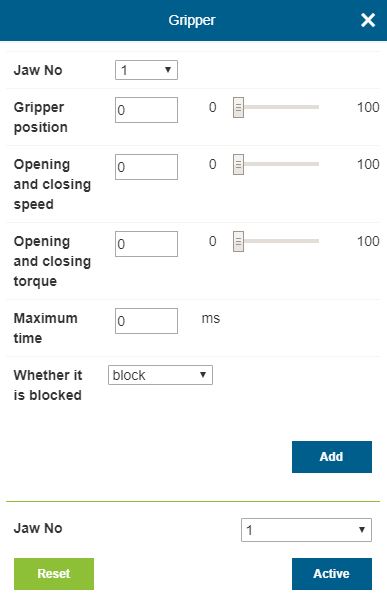 Gripper
Jaw No 1
Gripper position 0 0 100
Opening and closing speed 0 0 100
Opening and closing torque 0 0 100
Maximum time 0 ms
Whether it is blocked block
Add
Jaw No 1
Reset Active